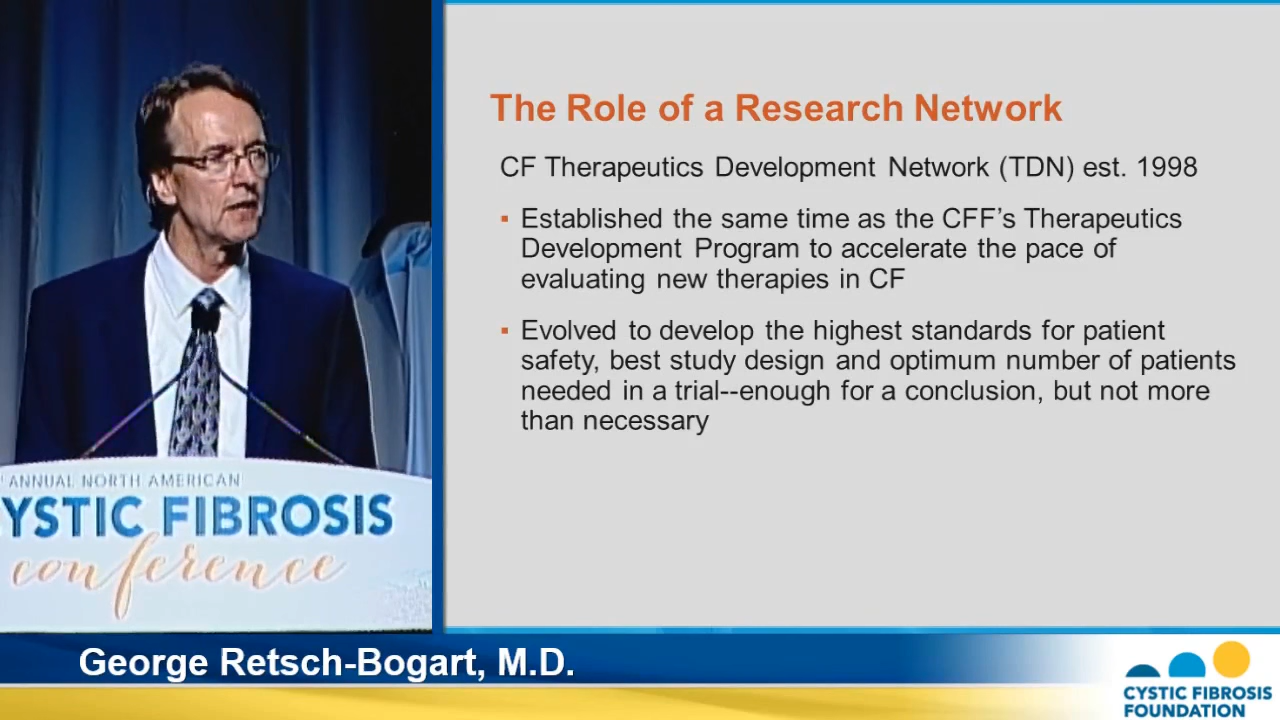 The Role of a Research Network
CF Therapeutics Development Network (TDN) est. 1998
▪ Established the same time as the CFF’s Therapeutics
Development Program to accelerate the pace of
evaluating new therapies in CF
▪ Evolved to develop the highest standards for patient
safety, best study design and optimum number of patients
needed in a trial--enough for a conclusion, but not more
than necessary
ANNUAL NORTH AMERICAN
YSTIC FIBROSIS
conference
George Retsch-Bogart, M.D.
CYSTIC FIBROSIS
FOUNDATION